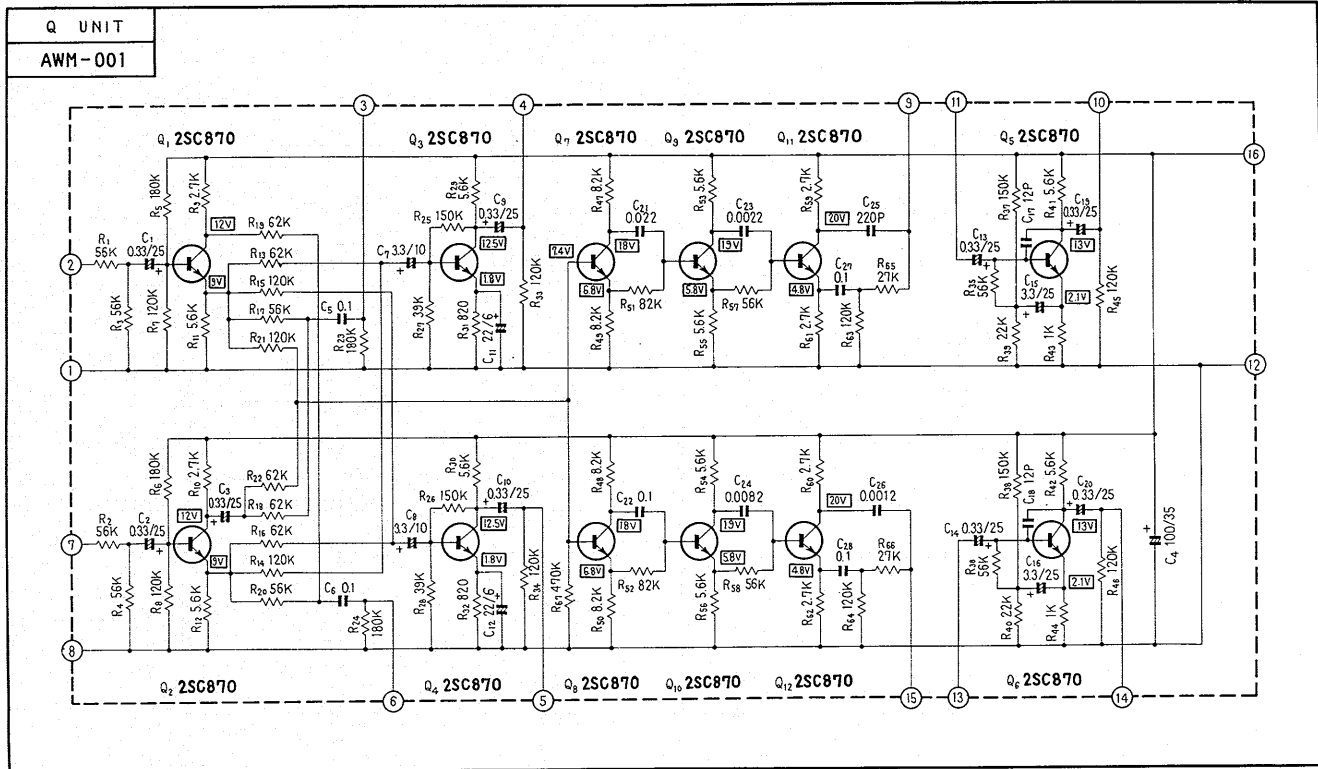 Q UNIT
AWM-001
3
4
9
11
10
Q1 2SC870
Q3 2SC870
Q7 2SC870
Q9 2SC870
Q11 2SC870
Q5 2SC870
16
R5 180K
R9 2.7K
12V
R19 62K
R13 62K
R15 120K
R17 56K
R21 120K
R1
56K
C1
0.33/25
+
2
9V
R3 56K
R7 120K
R11 5.6K
C5 0.1
R23
180K
C7 3.3/10
+
R25 150K
R29
5.6K
C9
0.33/25
+
12.5V
1.8V
R27 39K
R31 820
C11 22/6
+
R33 120K
R47 8.2K
C21
0.022
7.4V
18V
6.8V
R51 82K
R49 8.2K
R53 5.6K
C23
0.0022
19V
5.8V
R57 56K
R55 5.6K
R59 2.7K
20V
C25
220P
4.8V
C27
0.1
R65
27K
R61 2.7K
R63 120K
R37 150K
C17 12P
R41 5.6K
C19
0.33/25
+
13V
C13
0.33/25
+
R35
56K
C15
3.3/25
+
2.1V
R39 22K
R43 1K
R45 120K
1
12
R6 180K
R10 2.7K
C3
0.33/25
+
12V
R22 62K
R18 62K
R16 62K
R14 120K
R20 56K
R2
56K
C2
0.33/25
+
7
9V
R4 56K
R8 120K
R12 5.6K
C6 0.1
R24
180K
C8
3.3/10
+
R26 150K
R30
5.6K
C10
0.33/25
+
12.5V
1.8V
R28 39K
R32 820
C12 22/6
+
R34 120K
R67 470K
R48 8.2K
C22 0.1
18V
6.8V
R52 82K
R50 8.2K
R54 5.6K
C24
0.0082
19V
5.8V
R58 56K
R56 5.6K
R60 2.7K
20V
C26
0.0012
4.8V
C28
0.1
R66
27K
R62 2.7K
R64 120K
R38 150K
C18 12P
R42 5.6K
C20
0.33/25
+
13V
C14 0.33/25
+
56K
C16
3.3/25
+
2.1V
R40 22K
R44 1K
R46 120K
+
C4 100/35
8
Q2 2SC870
Q4 2SC870
Q8 2SC870
Q10 2SC870
Q12 2SC870
Q6 2SC870
6
5
15
13
14